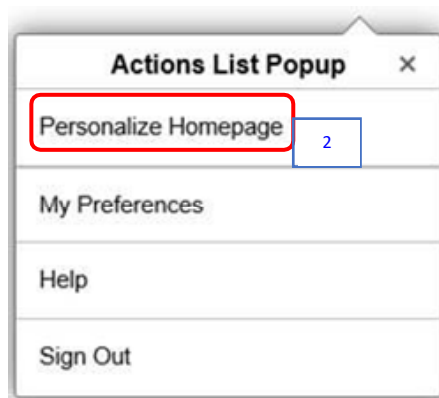 Actions List Popup ×
Personalize Homepage 2
My Preferences
Help
Sign Out